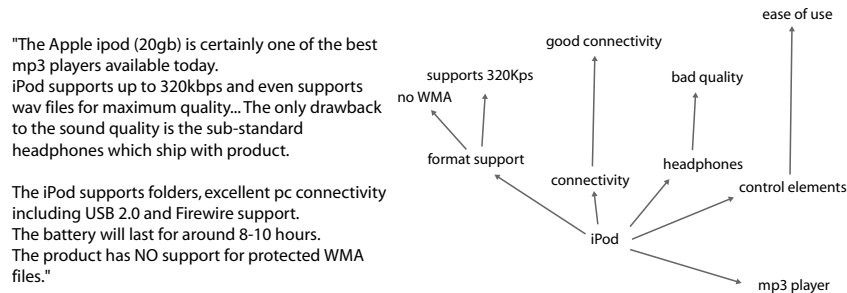 "The Apple ipod (20gb) is certainly one of the best
mp3 players available today.
iPod supports up to 320kbps and even supports
wav files for maximum quality... The only drawback
to the sound quality is the sub-standard
headphones which ship with product.
The iPod supports folders, excellent pc connectivity
including USB 2.0 and Firewire support.
The battery will last for around 8-10 hours.
The product has NO support for protected WMA
files."
ease of use
good connectivity
supports 320Kps
bad quality
no WMA
format support
headphones
connectivity
control elements
iPod
mp3 player